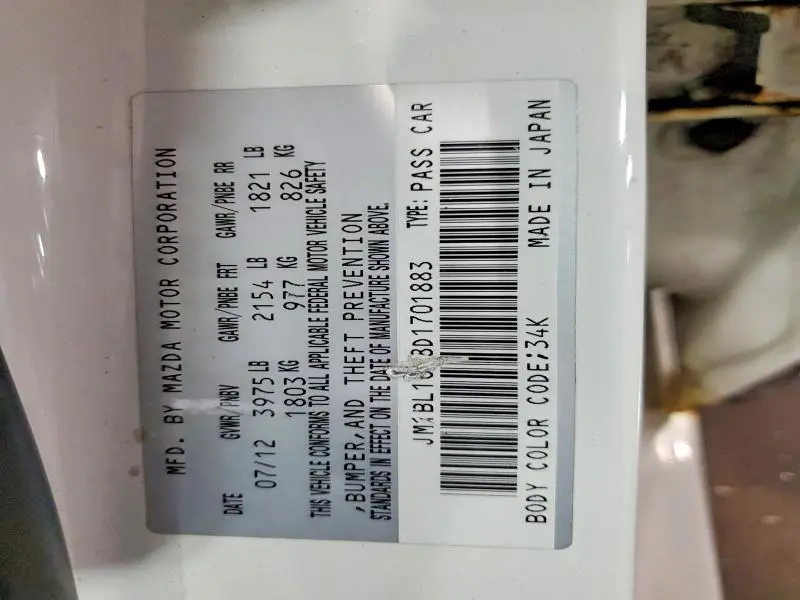 MFD. BY MAZDA MOTOR CORPORATION
DATE GVWR/PNBV GAWR/PNBE FRT GAWR/PNBE RR
07/12 3975 LB 2154 LB 1821 LB
1803 KG 977 KG 826 KG
THIS VEHICLE CONFORMS TO ALL APPLICABLE FEDERAL MOTOR VEHICLE SAFETY
,BUMPER,AND THEFT PREVENTION
STANDARDS IN EFFECT ON THE DATE OF MANUFACTURE SHOWN ABOVE.
TYPE: PASS CAR
BODY COLOR CODE;34K MADE IN JAPAN